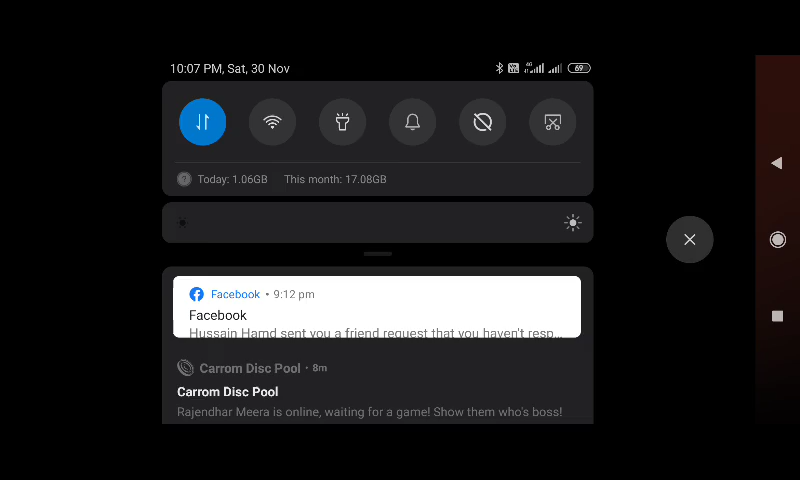 10:07 PM, Sat, 30 Nov
4G
69
Today: 1.06GB This month: 17.08GB
Facebook • 9:12 pm
Facebook
Hussain Hamd sent you a friend request that you haven't resp...
Carrom Disc Pool • 8m
Carrom Disc Pool
Rajendhar Meera is online, waiting for a game! Show them who's boss!